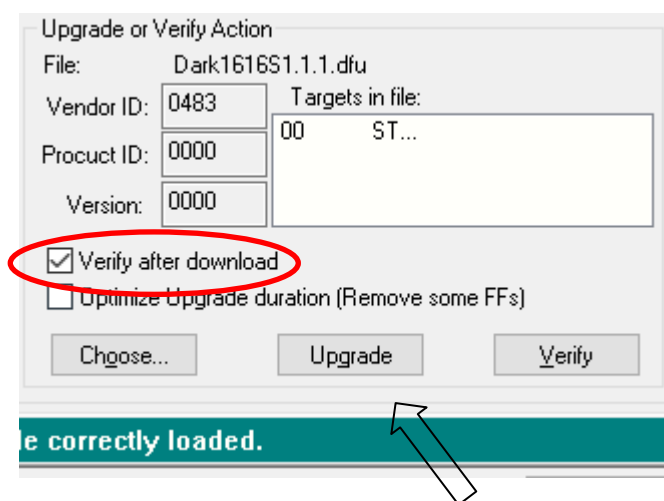 Upgrade or Verify Action
File: Dark1616S1.1.1.dfu
Vendor ID: 0483
Targets in file:
00 ST...
Procuct ID: 0000
Version: 0000
Verify after download
Optimize Upgrade duration (Remove some FFs)
Choose... Upgrade Verify
le correctly loaded.